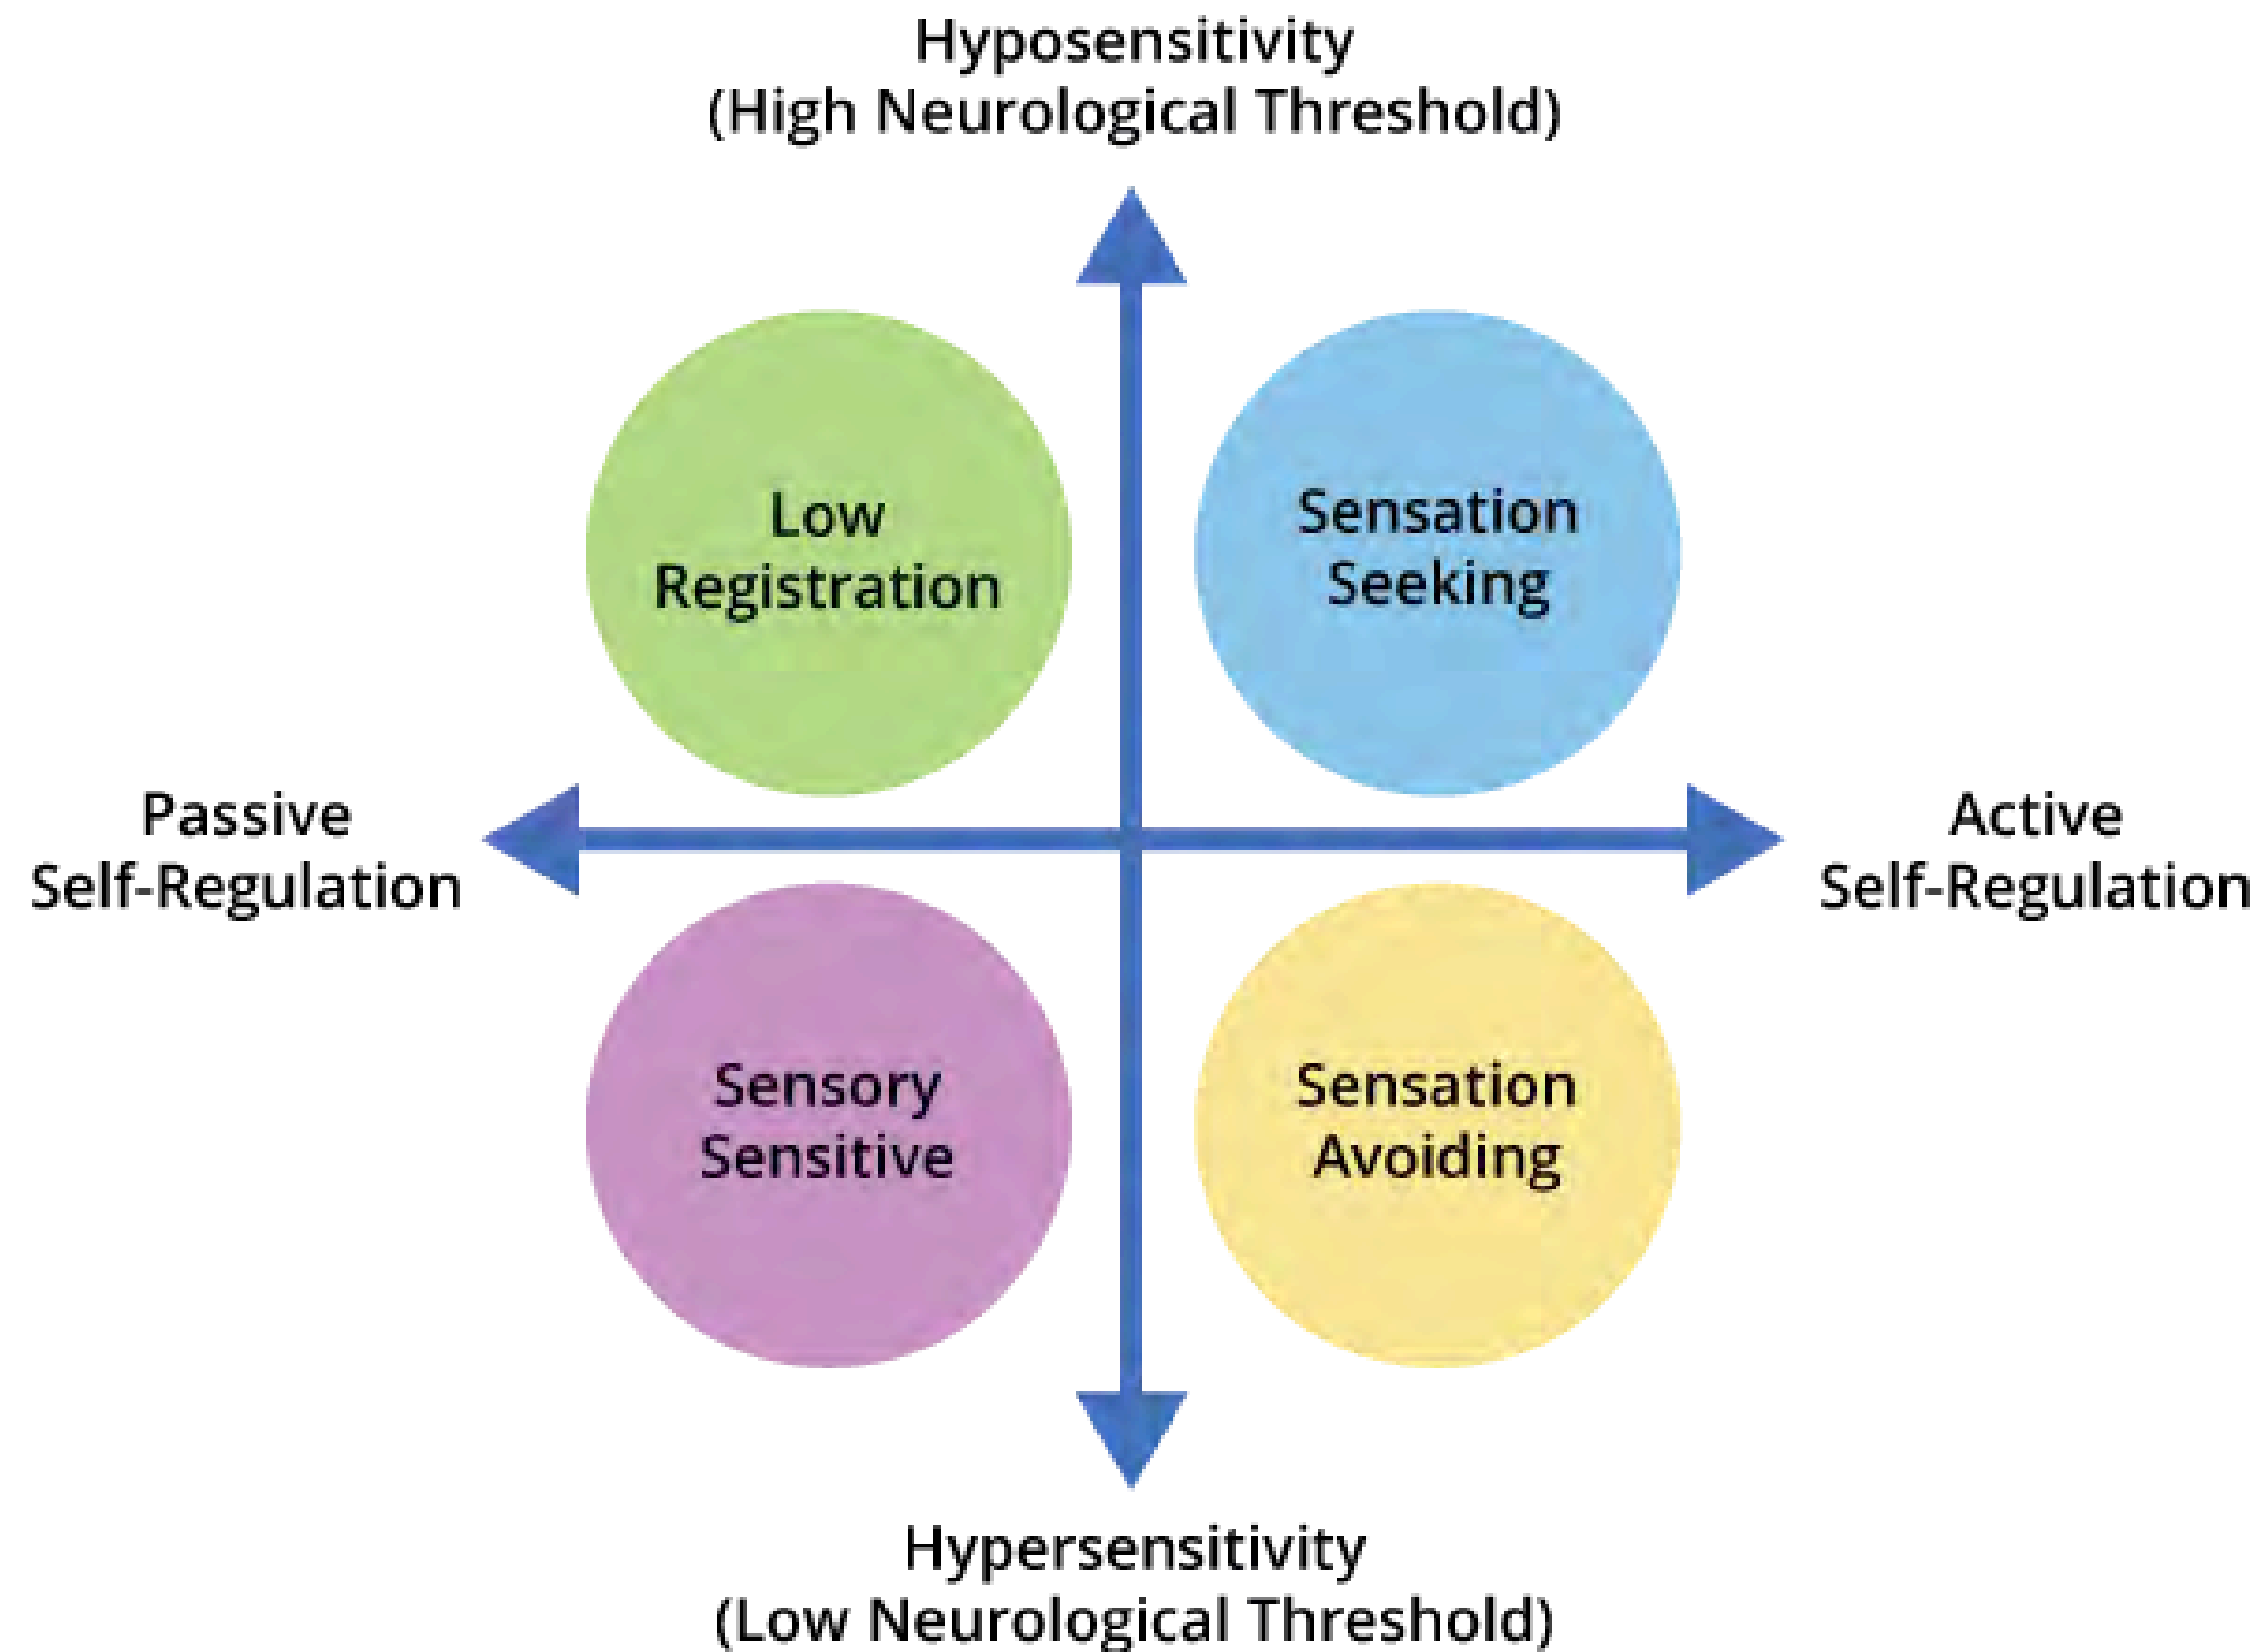 Hyposensitivity
(High Neurological Threshold)
Low
Registration
Sensation
Seeking
Passive
Self-Regulation
Active
Self-Regulation
Sensory
Sensitive
Sensation
Avoiding
Hypersensitivity
(Low Neurological Threshold)